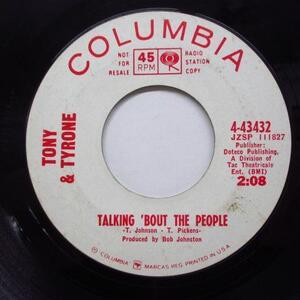 COLUMBIA
NOT
FOR
RESALE
45
RPM
RADIO
STATION
COPY
TONY
& TYRONE
4-43432
JZSP 111827
Publisher:
Doteco Publishing,
A Division of
Tac Theatricale
Ent. (BMI)
2:08
TALKING 'BOUT THE PEOPLE
-T. Johnson - T. Pickens-
Produced by Bob Johnston
® "COLUMBIA", MARCAS REG. PRINTED IN U.S.A.